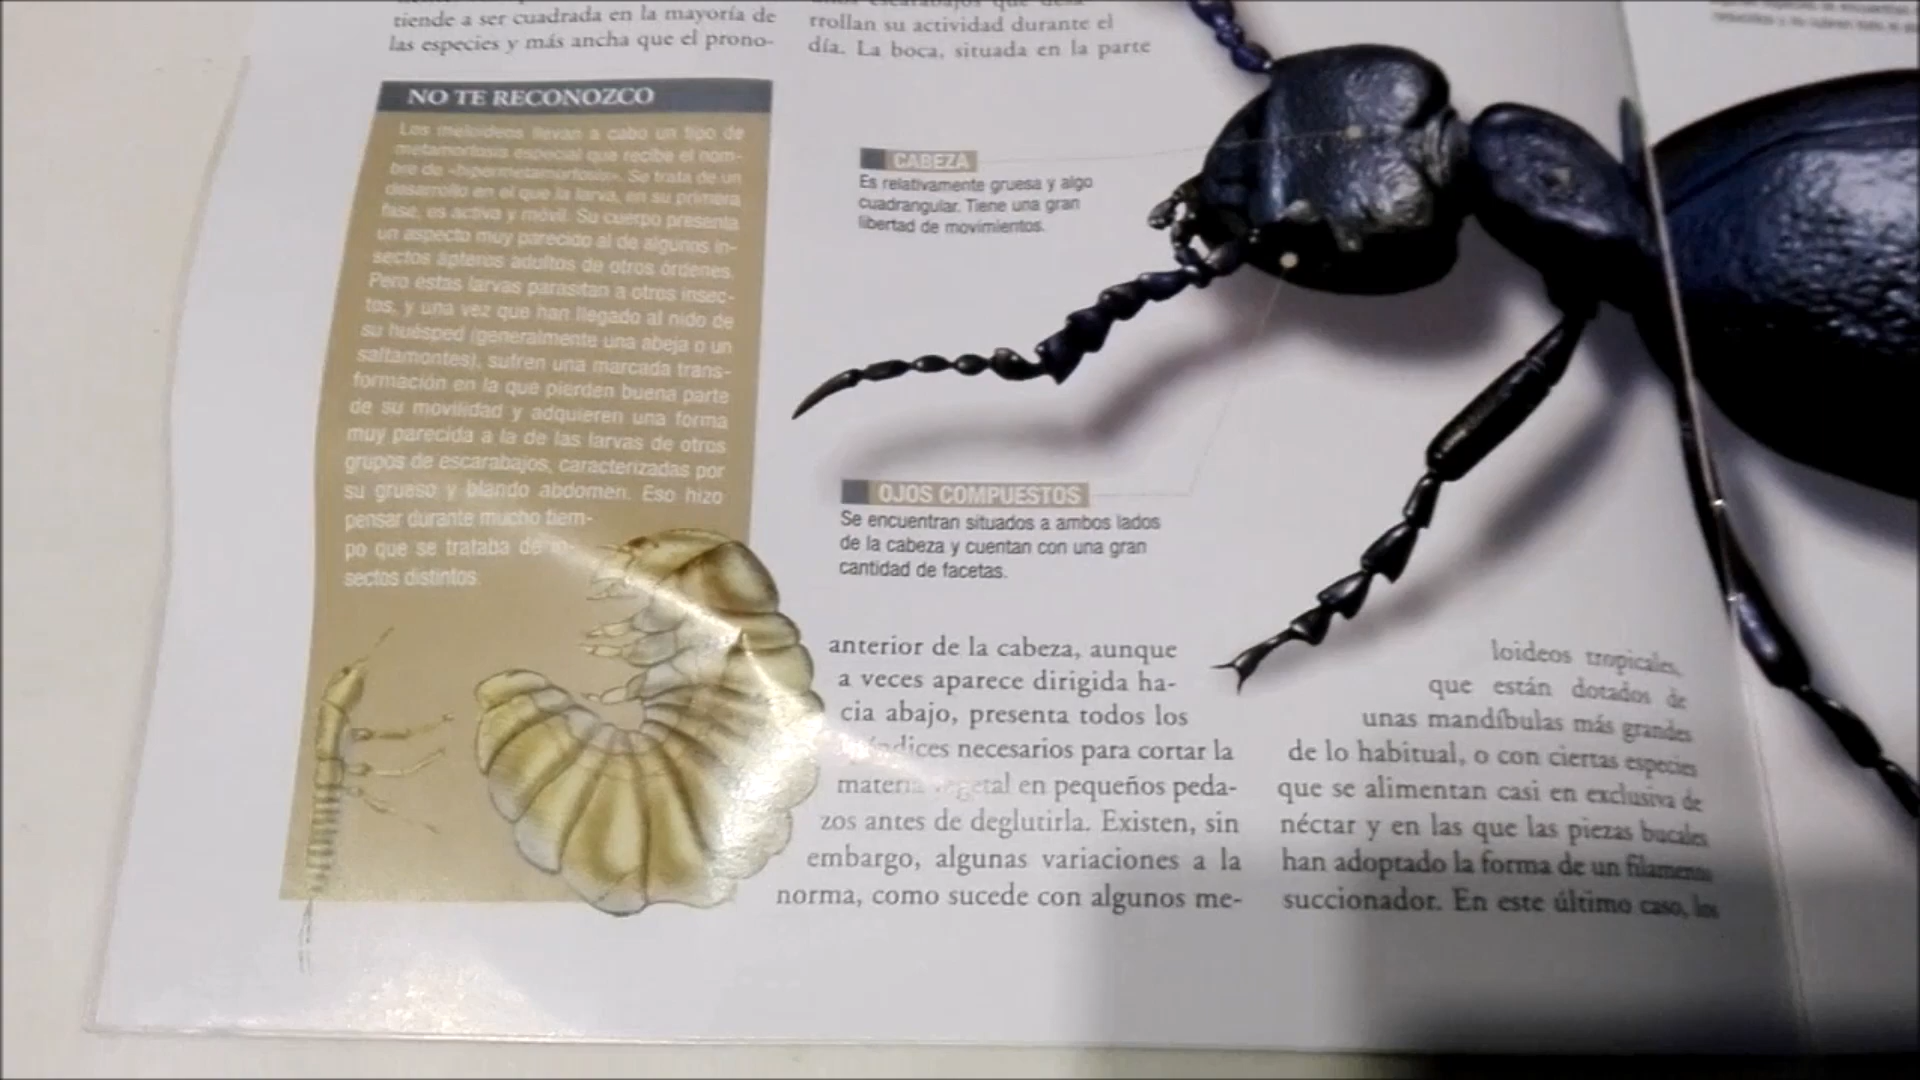 tiende a ser cuadrada en la mayoría de
las especies y más ancha que el prono-
rrollan su actividad durante el
día. La boca, situada en la parte
NO TE RECONOZCO
Los meloideos llevan a cabo un tipo de
metamorfosis especial que recibe el nom-
bre de «hipermetamorfosis». Se trata de un
desarrollo en el que la larva, en su primera
fase, es activa y móvil. Su cuerpo presenta
un aspecto muy parecido al de algunos in-
sectos ápteros adultos de otros órdenes.
Pero estas larvas parasitan a otros insec-
tos, y una vez que han llegado al nido de
su huésped (generalmente una abeja o un
saltamontes), sufren una marcada trans-
formación en la que pierden buena parte
de su movilidad y adquieren una forma
muy parecida a la de las larvas de otros
grupos de escarabajos, caracterizadas por
su grueso y blando abdomen. Eso hizo
pensar durante mucho tiem-
po que se trataba de in-
sectos distintos.
CABEZA
Es relativamente gruesa y algo
cuadrangular. Tiene una gran
libertad de movimientos.
OJOS COMPUESTOS
Se encuentran situados a ambos lados
de la cabeza y cuentan con una gran
cantidad de facetas.
anterior de la cabeza, aunque
a veces aparece dirigida ha-
cia abajo, presenta todos los
apéndices necesarios para cortar la
materia vegetal en pequeños peda-
zos antes de deglutirla. Existen, sin
embargo, algunas variaciones a la
norma, como sucede con algunos me-
loideos tropicales,
que están dotados de
unas mandíbulas más grandes
de lo habitual, o con ciertas especies
que se alimentan casi en exclusiva de
néctar y en las que las piezas bucales
han adoptado la forma de un filamento
succionador. En este último caso, los